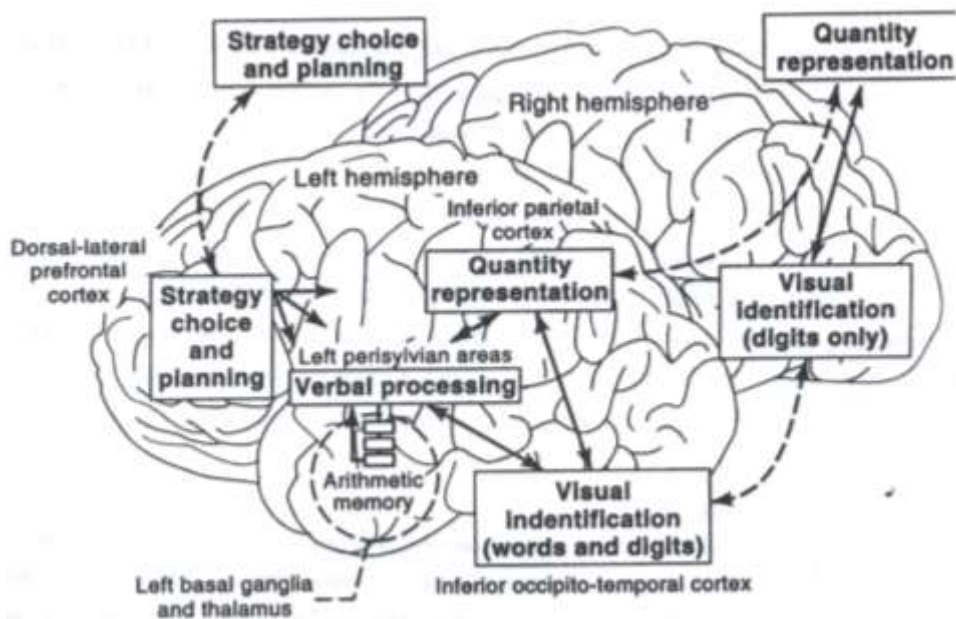 Strategy choice
and planning
Quantity
representation
Right hemisphere
Left hemisphere
Inferior parietal
cortex
Dorsal-lateral
prefrontal
cortex
Quantity
representation
Strategy
choice
and
planning
Visual
identification
(digits only)
Left perisylvian areas
Verbal processing
Arithmetic
memory
Visual
indentification
(words and digits)
Left basal ganglia
and thalamus
Inferior occipito-temporal cortex